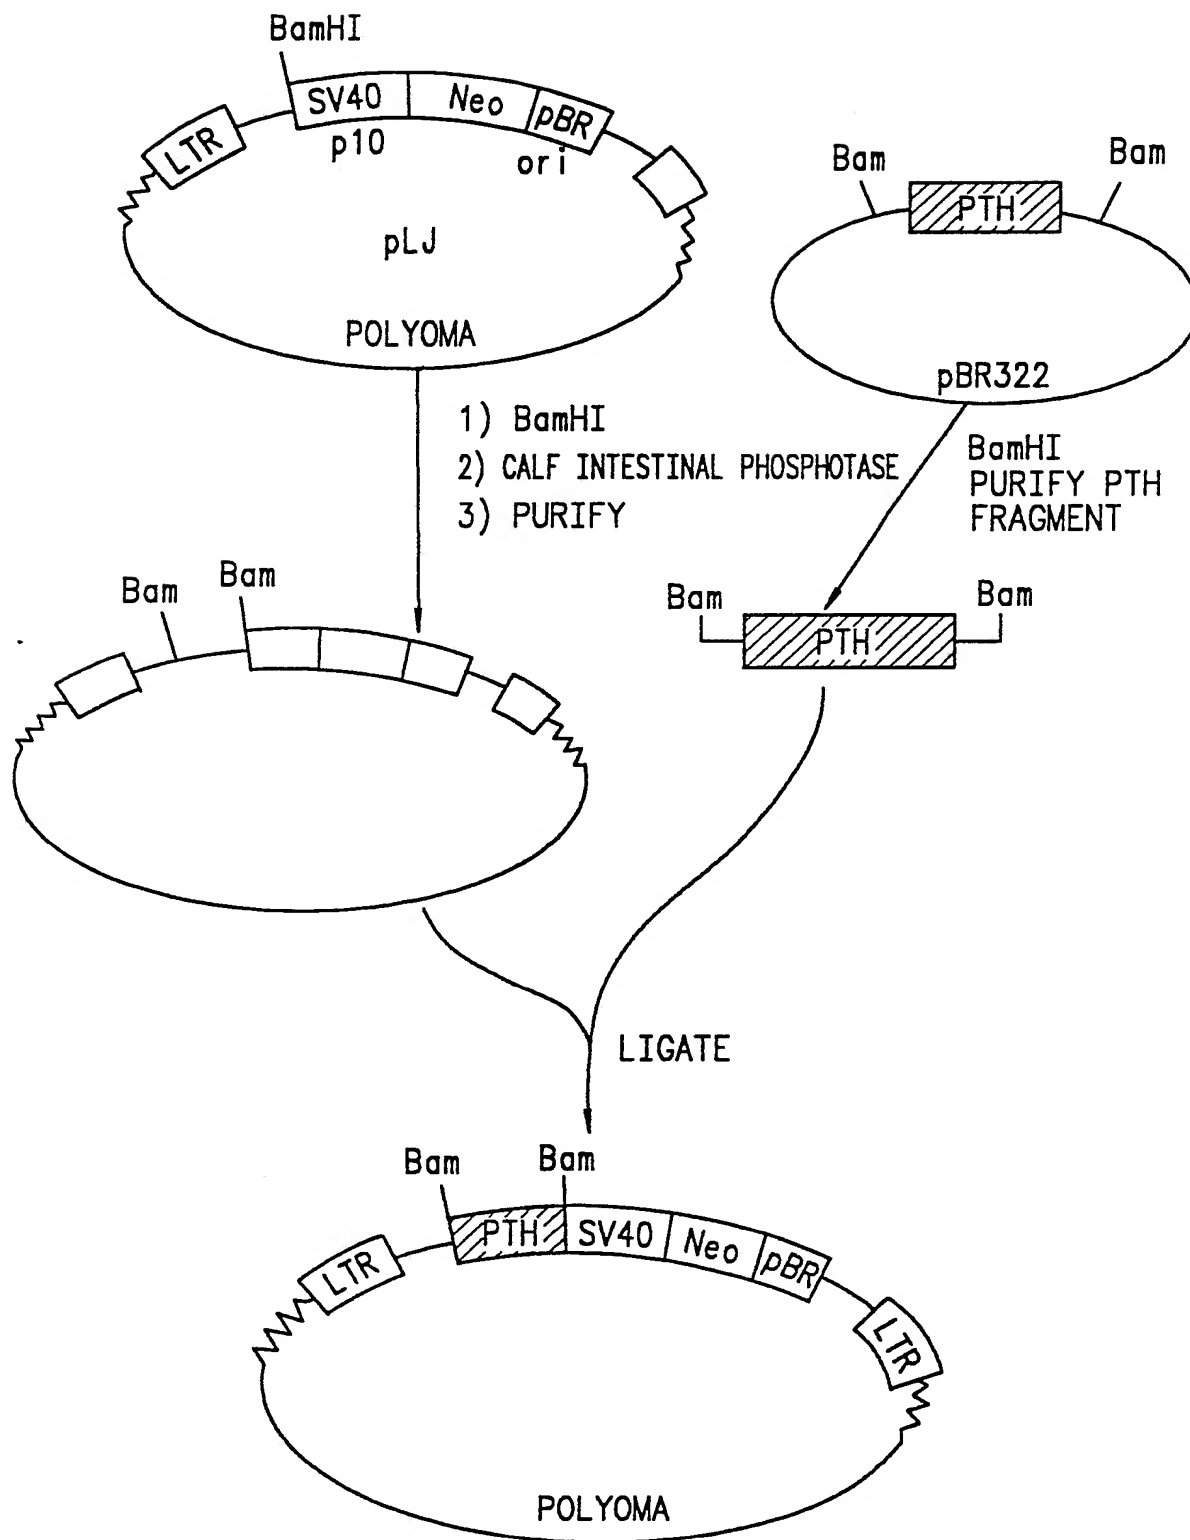 BamHI
SV40
Neo
pBR
LTR
p10
ori
pLJ
POLYOMA
Bam
Bam
PTH
pBR322
1) BamHI
2) CALF INTESTINAL PHOSPHOTASE
3) PURIFY
BamHI
PURIFY PTH
FRAGMENT
Bam
Bam
Bam
Bam
PTH
LIGATE
Bam
Bam
PTH
SV40
Neo
pBR
LTR
LTR
POLYOMA